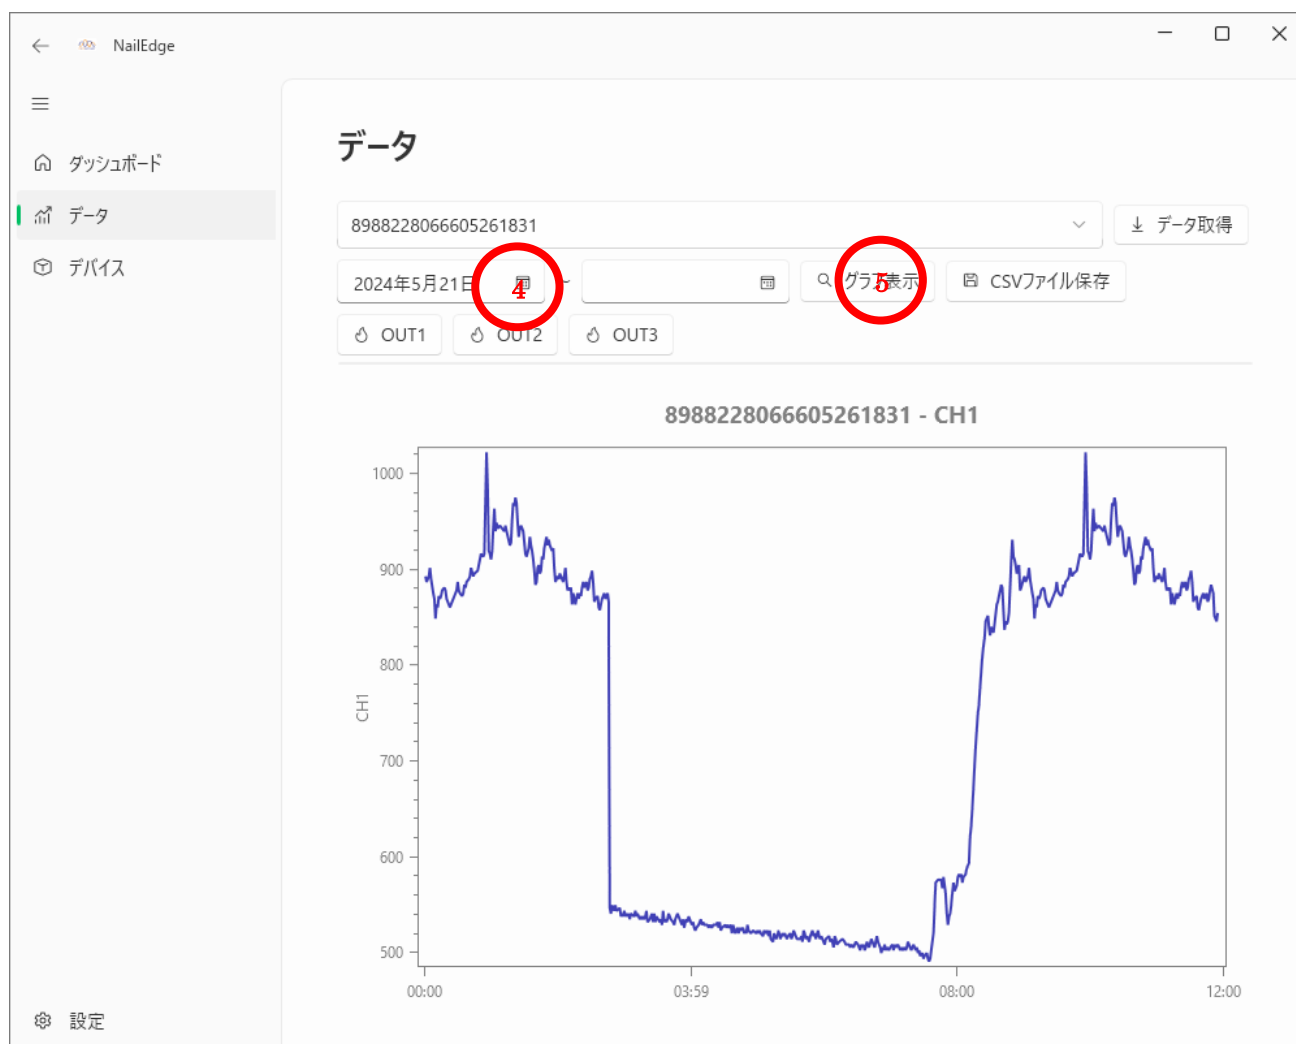 NailEdge
ダッシュボード
データ
デバイス
設定
データ
8988228066605261831
データ取得
2024年5月21日 4 ~
グラフ表示 5
CSVファイル保存
OUT1 OUT2 OUT3
8988228066605261831 - CH1
1000
900
800
700
600
500
CH1
00:00 03:59 08:00 12:00